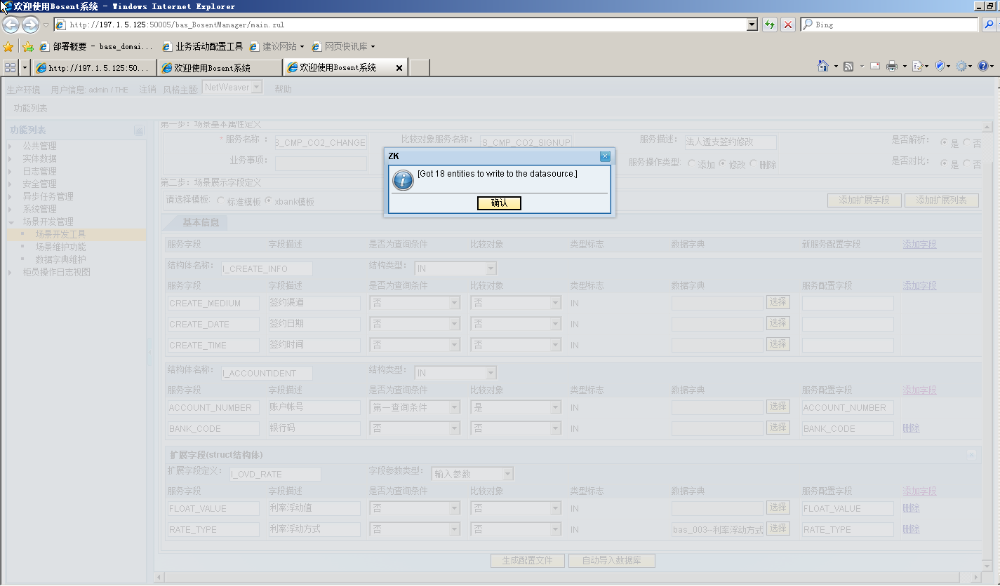 欢迎使用Bosent系统 - Windows Internet Explorer
http://197.1.5.125:50005/bas_BosentManager/main.zul
Bing
部署概要 - base_domai... 业务活动配置工具 建议网站 网页快讯库
http://197.1.5.125:50... 欢迎使用Bosent系统 欢迎使用Bosent系统
生产环境 用户信息: admin / THE 注销 风格主题 NetWeaver 帮助
功能列表
功能列表
公共管理
实体数据
日志管理
安全管理
异步任务管理
系统管理
场景开发管理
场景开发工具
场景维护功能
数据字典维护
柜员操作日志视图
第一步：场景基本属性定义
* 服务名称： S_CMP_CO2_CHANGE 比较对象服务名称： S_CMP_CO2_SIGNUP 服务描述： 法人透支签约修改 是否解析： 是 否
业务事项： 服务操作类型： 添加 修改 删除 是否对比： 是 否
ZK
[Got 18 entities to write to the datasource.]
确认
第二步：场景展示字段定义
请选择模板： 标准模板 xbank模板 添加扩展字段 添加扩展列表
基本信息
服务字段 字段描述 是否为查询条件 比较对象 类型标志 数据字典 新服务配置字段 添加字段
结构体名称： I_CREATE_INFO 结构类型： IN
服务字段 字段描述 是否为查询条件 比较对象 类型标志 数据字典 服务配置字段 添加字段
CREATE_MEDIUM 签约渠道 否 否 IN 选择
CREATE_DATE 签约日期 否 否 IN 选择
CREATE_TIME 签约时间 否 否 IN 选择
结构体名称： I_ACCOUNTIDENT 结构类型： IN
服务字段 字段描述 是否为查询条件 比较对象 类型标志 数据字典 服务配置字段 添加字段
ACCOUNT_NUMBER 账户帐号 第一查询条件 是 IN 选择 ACCOUNT_NUMBER
BANK_CODE 银行码 否 否 IN 选择 BANK_CODE 删除
扩展字段(struct结构体)
扩展字段定义： I_OVD_RATE 字段参数类型： 输入参数
服务字段 字段描述 是否为查询条件 比较对象 类型标志 数据字典 服务配置字段 添加字段
FLOAT_VALUE 利率浮动值 否 否 IN 选择 FLOAT_VALUE 删除
RATE_TYPE 利率浮动方式 否 否 IN bas_003--利率浮动方式 选择 RATE_TYPE 删除
生成配置文件 自动导入数据库